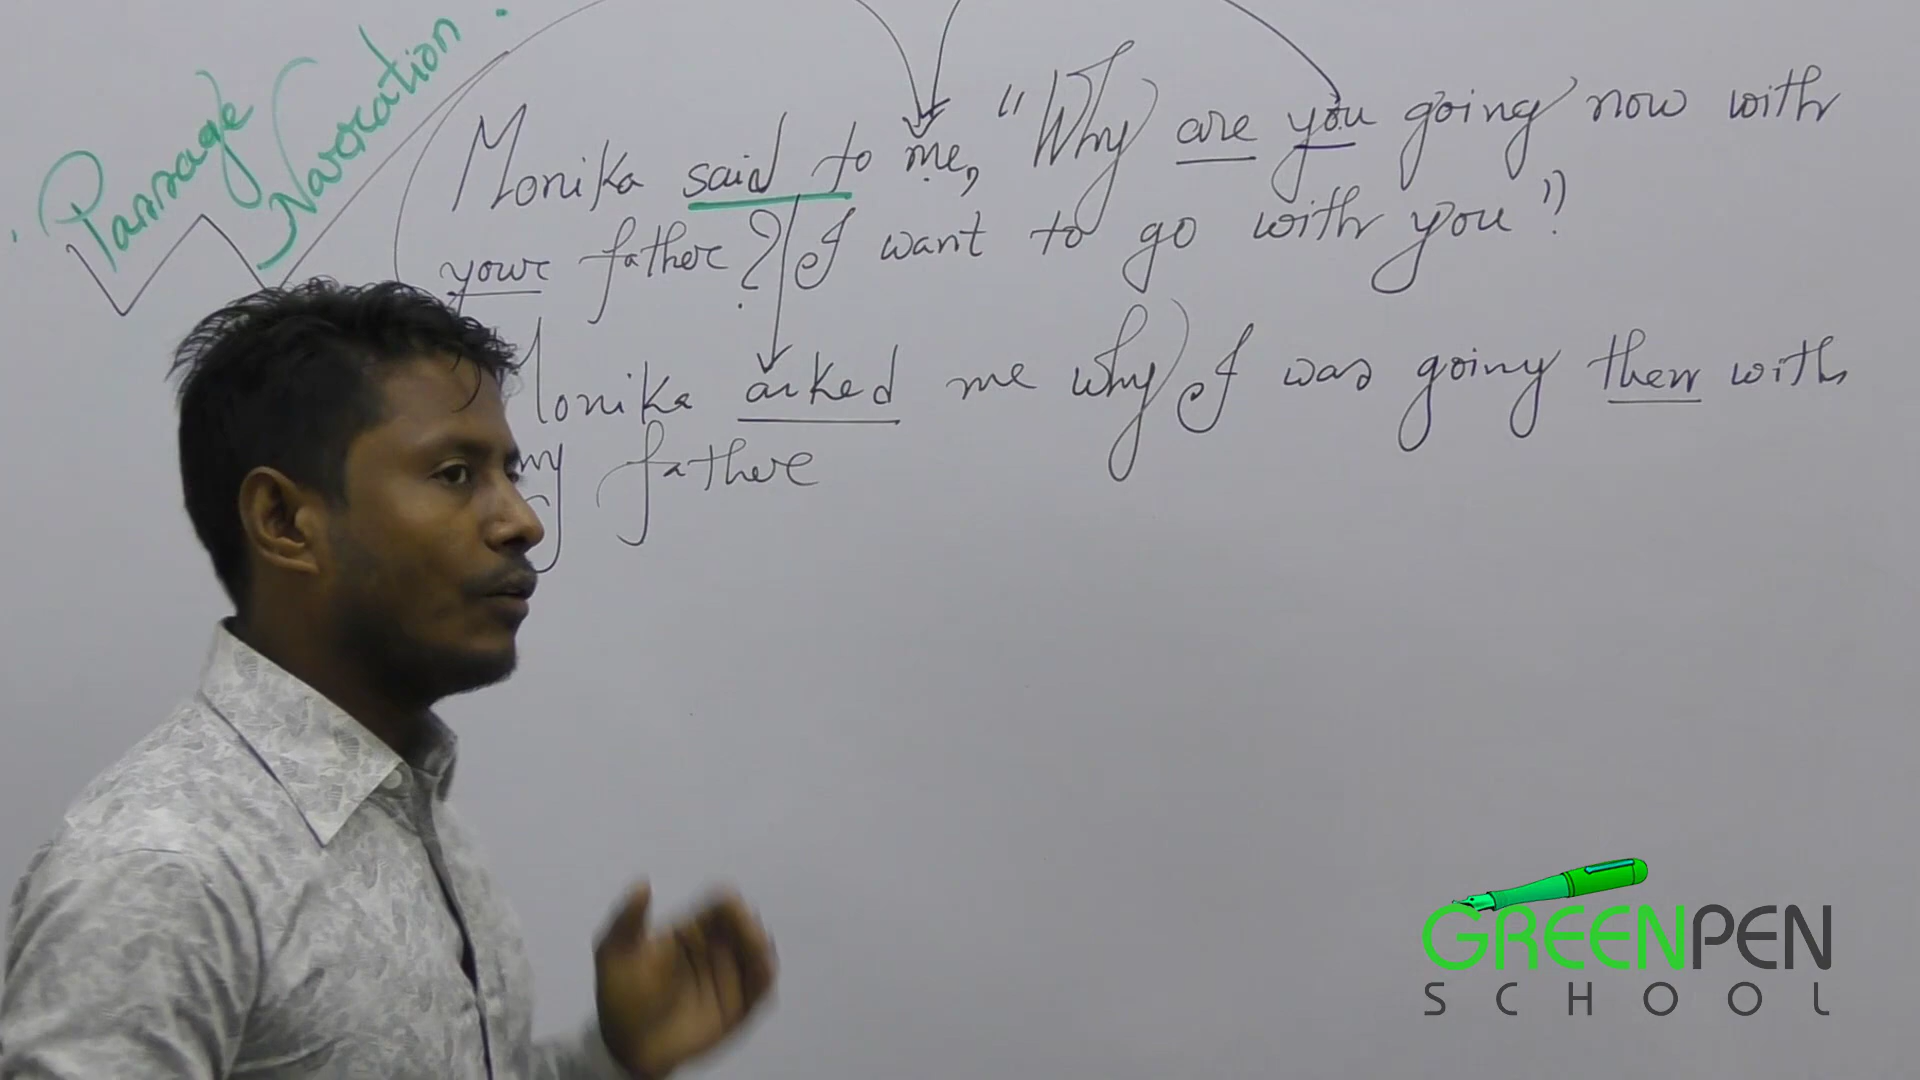 Passage
Narration
Monika said to me, "Why are you going now with
your father? I want to go with you"?
Monika asked me why I was going then with
my father
GREENPEN
SCHOOL